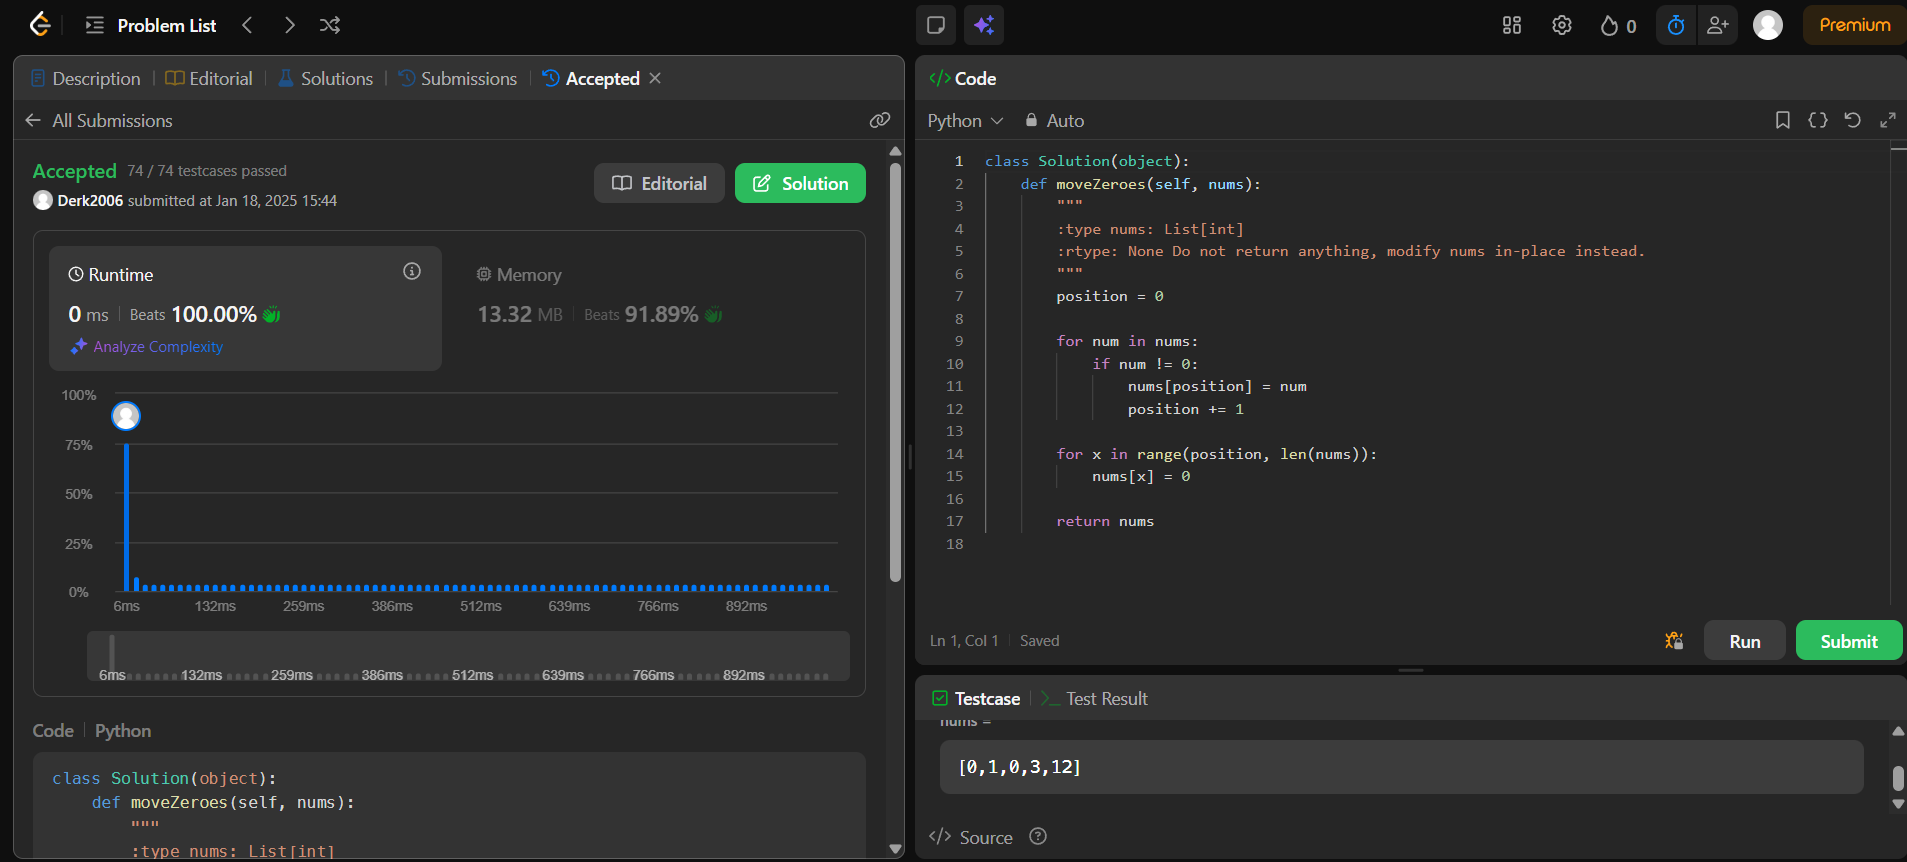 Problem List
0
Premium
Description
Editorial
Solutions
Submissions
Accepted
All Submissions
Accepted 74 / 74 testcases passed
Derk2006 submitted at Jan 18, 2025 15:44
Editorial
Solution
Runtime
0 ms Beats 100.00%
Analyze Complexity
Memory
13.32 MB Beats 91.89%
100%
75%
50%
25%
0%
6ms 132ms 259ms 386ms 512ms 639ms 766ms 892ms
6ms 132ms 259ms 386ms 512ms 639ms 766ms 892ms
Code Python
class Solution(object):
def moveZeroes(self, nums):
"""
:type nums: List[int]
</> Code
Python Auto
1 class Solution(object):
2 def moveZeroes(self, nums):
3 """
4 :type nums: List[int]
5 :rtype: None Do not return anything, modify nums in-place instead.
6 """
7 position = 0
8
9 for num in nums:
10 if num != 0:
11 nums[position] = num
12 position += 1
13
14 for x in range(position, len(nums)):
15 nums[x] = 0
16
17 return nums
18
Ln 1, Col 1 Saved
Run
Submit
Testcase
Test Result
nums =
[0,1,0,3,12]
</> Source